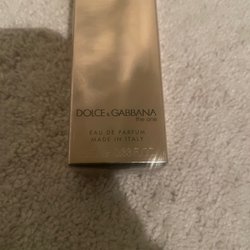 DOLCE & GABBANA
the one
EAU DE PARFUM
MADE IN ITALY